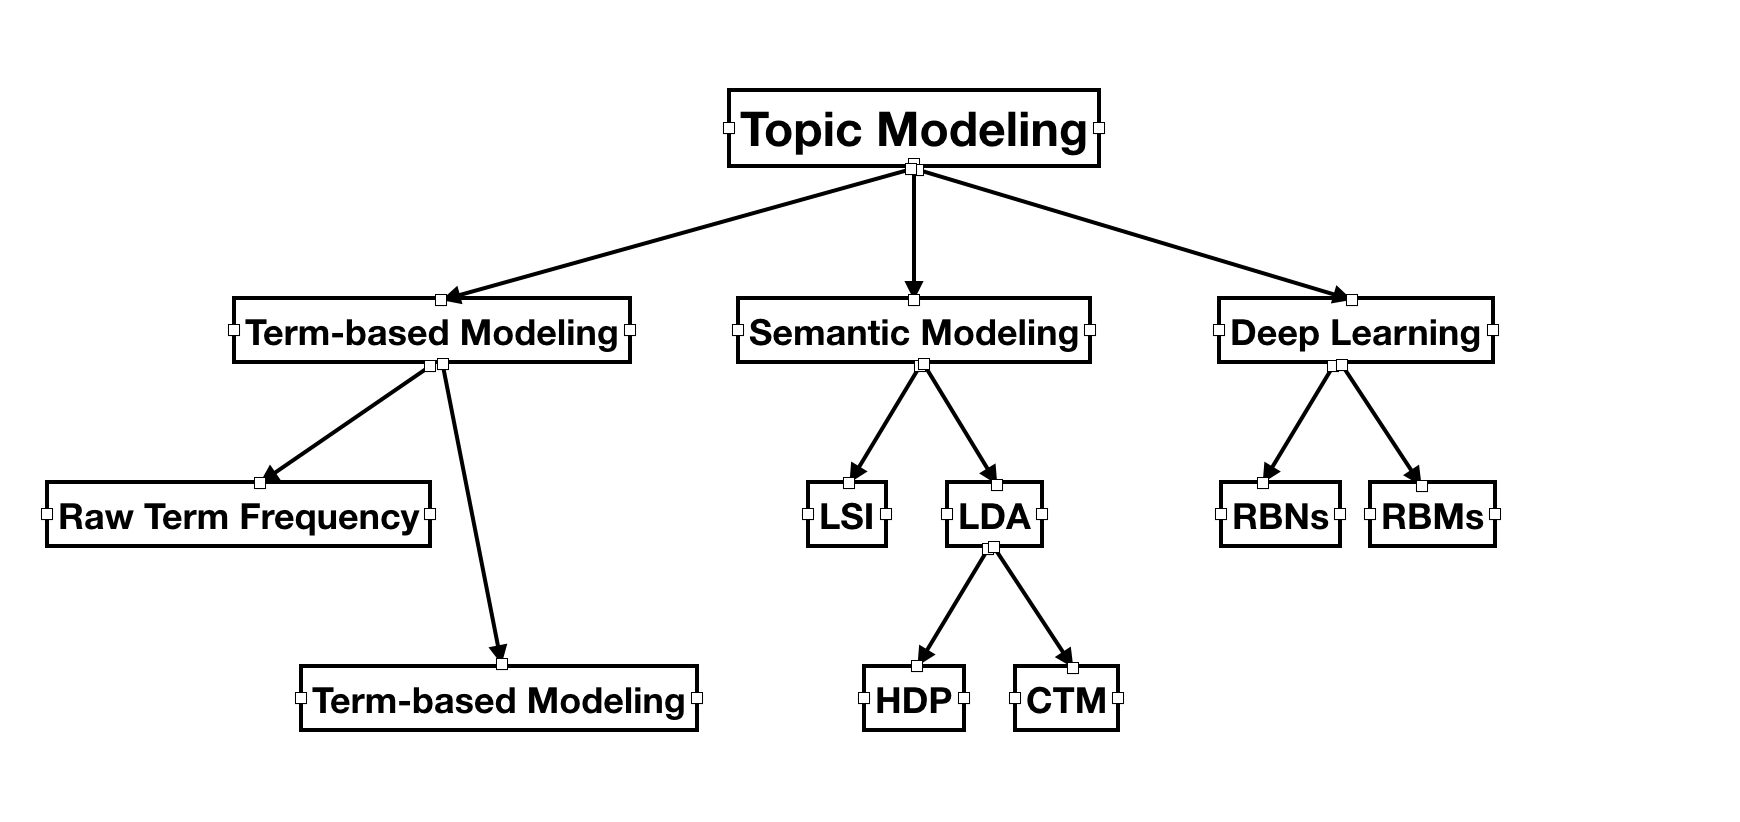 Topic Modeling
Term-based Modeling
Semantic Modeling
Deep Learning
Raw Term Frequency
LSI
LDA
RBNs
RBMs
Term-based Modeling
HDP
CTM